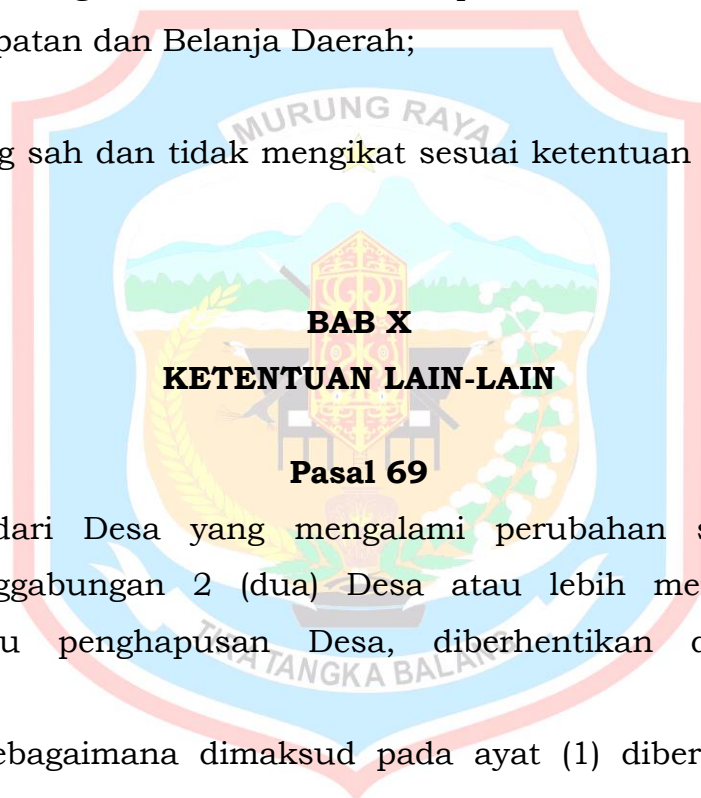 patan dan Belanja Daerah;
MURUNG RAYA
g sah dan tidak mengikat sesuai ketentuan
BAB X
KETENTUAN LAIN-LAIN
Pasal 69
dari Desa yang mengalami perubahan s
ggabungan 2 (dua) Desa atau lebih me
u penghapusan Desa, diberhentikan d
TIRA TANGKA BALANG
ebagaimana dimaksud pada ayat (1) diber